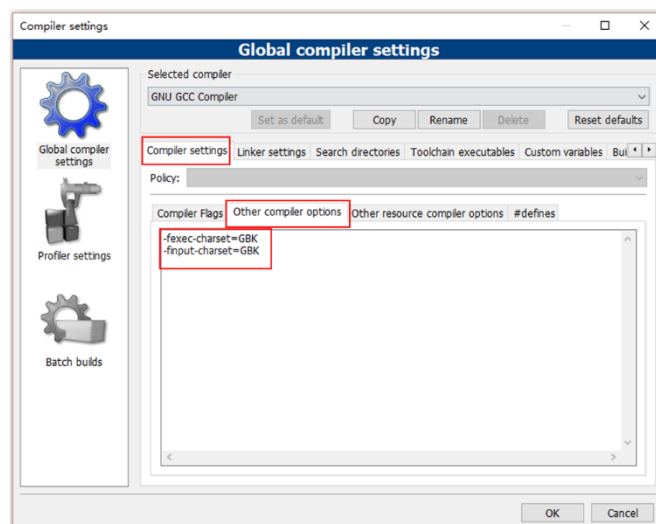 Compiler settings
Global compiler settings
Selected compiler
GNU GCC Compiler
Set as default Copy Rename Delete Reset defaults
Global compiler
settings
Compiler settings Linker settings Search directories Toolchain executables Custom variables Bui
Policy:
Compiler Flags Other compiler options Other resource compiler options #defines
-fexec-charset=GBK
-finput-charset=GBK
Profiler settings
Batch builds
OK Cancel